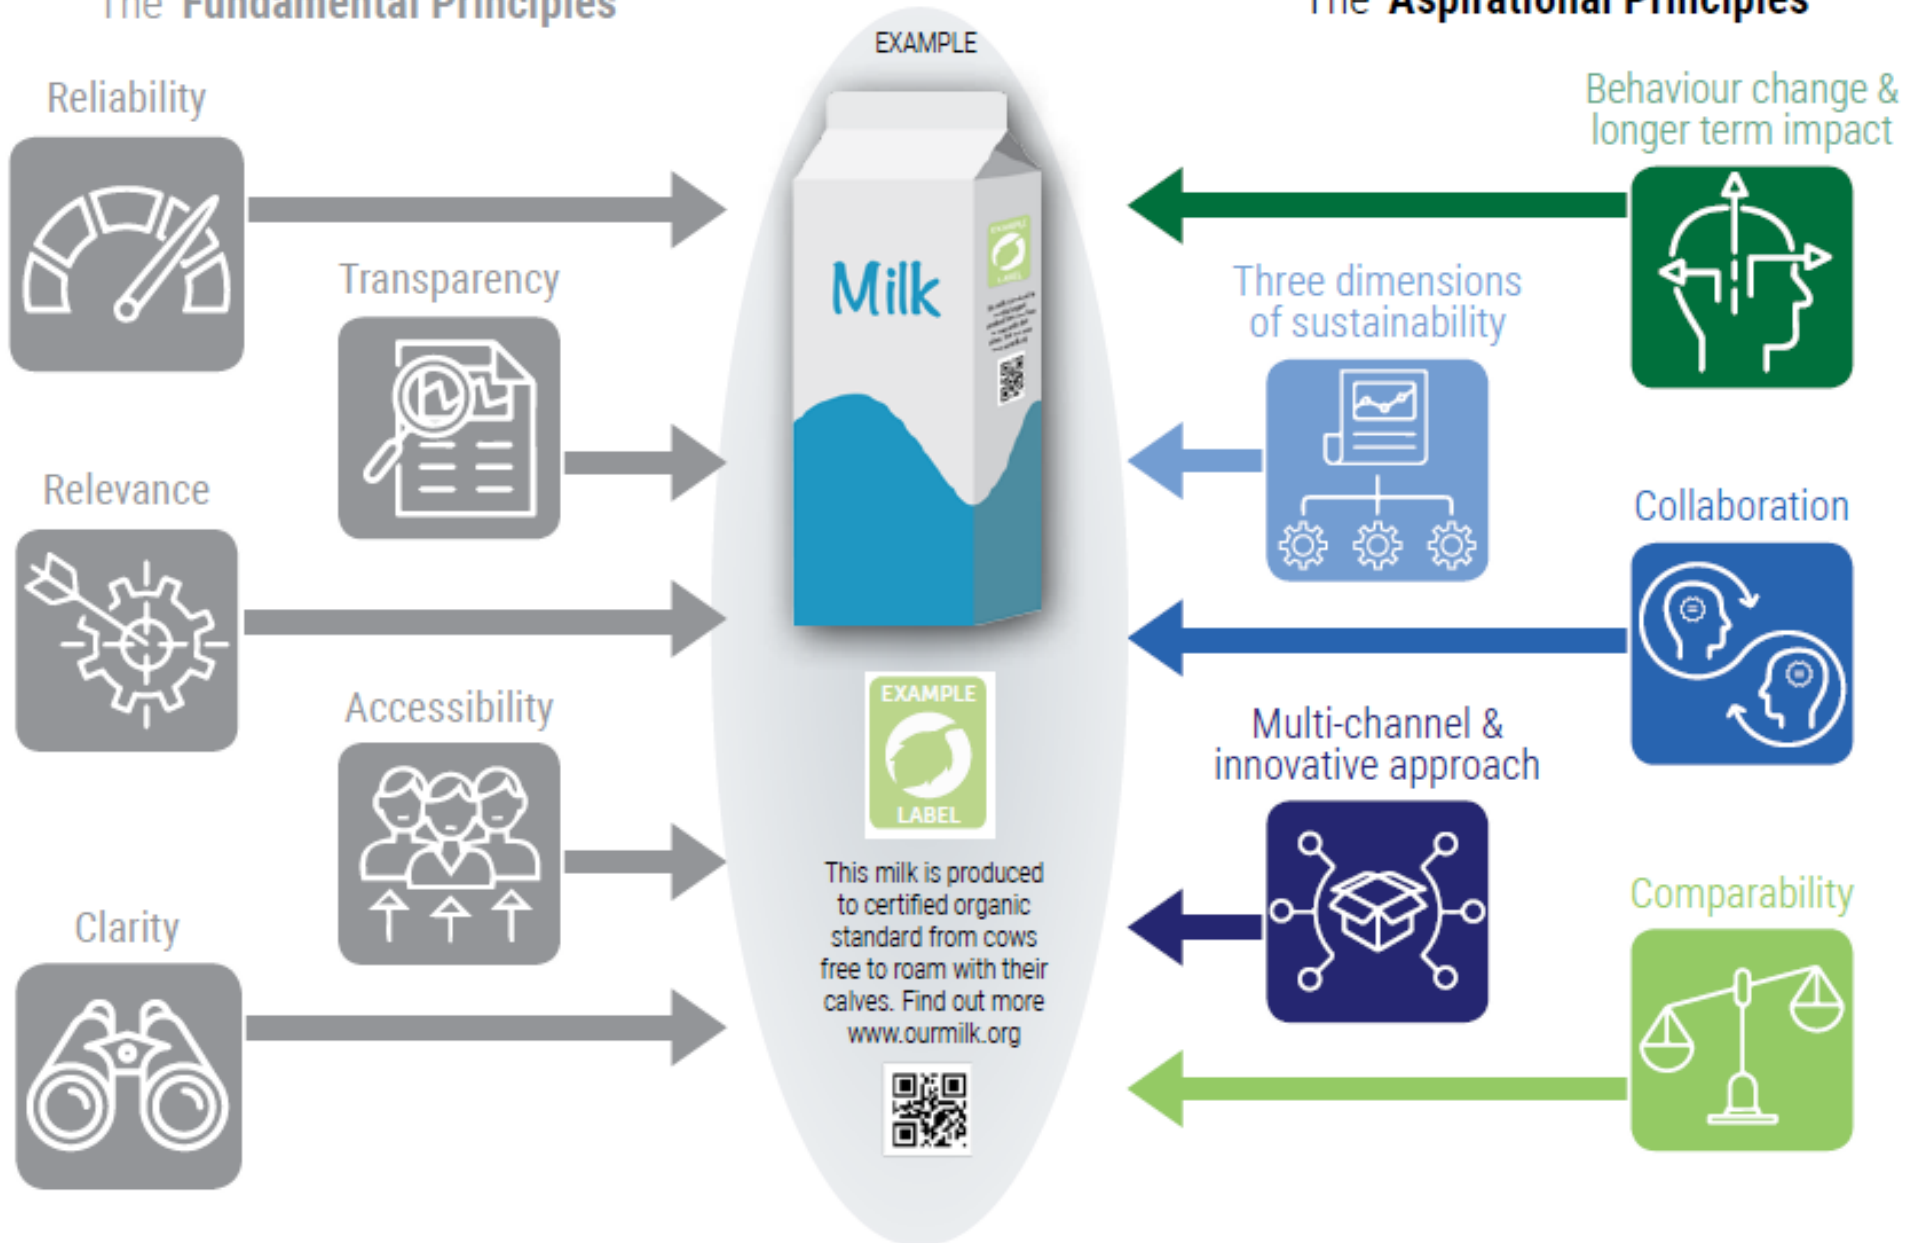 The Fundamental Principles
The Aspirational Principles
EXAMPLE
Reliability
Transparency
Relevance
Accessibility
Clarity
Milk
EXAMPLE
LABEL
EXAMPLE
LABEL
This milk is produced
to certified organic
standard from cows
free to roam with their
calves. Find out more
www.ourmilk.org
Behaviour change &
longer term impact
Three dimensions
of sustainability
Collaboration
Multi-channel &
innovative approach
Comparability